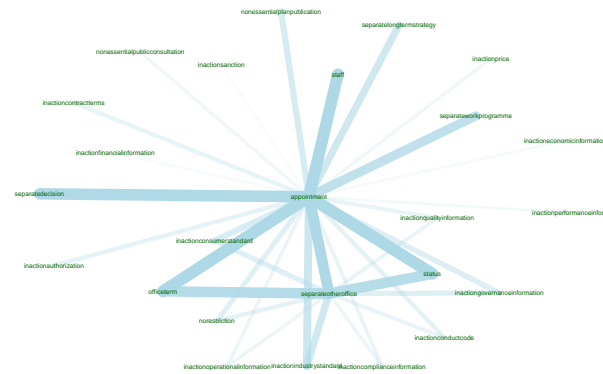 nonessentialplanpublication
separatelongtermstrategy
nonessentialpublicconsultation
inactionsanction
inactionprice
staff
inactioncontractterms
separateworkprogramme
inactioneconomicinformation
inactionfinancialinformation
separatedecision
appointment
inactionqualityinformation
inactionperformanceinfor
inactionconsumerstandard
inactionauthorization
status
officeterm
separateotheroffice
inactiongovernanceinformation
norestriction
inactionconductcode
inactionoperationalinformation
inactionindustrystandard
inactioncomplianceinformation